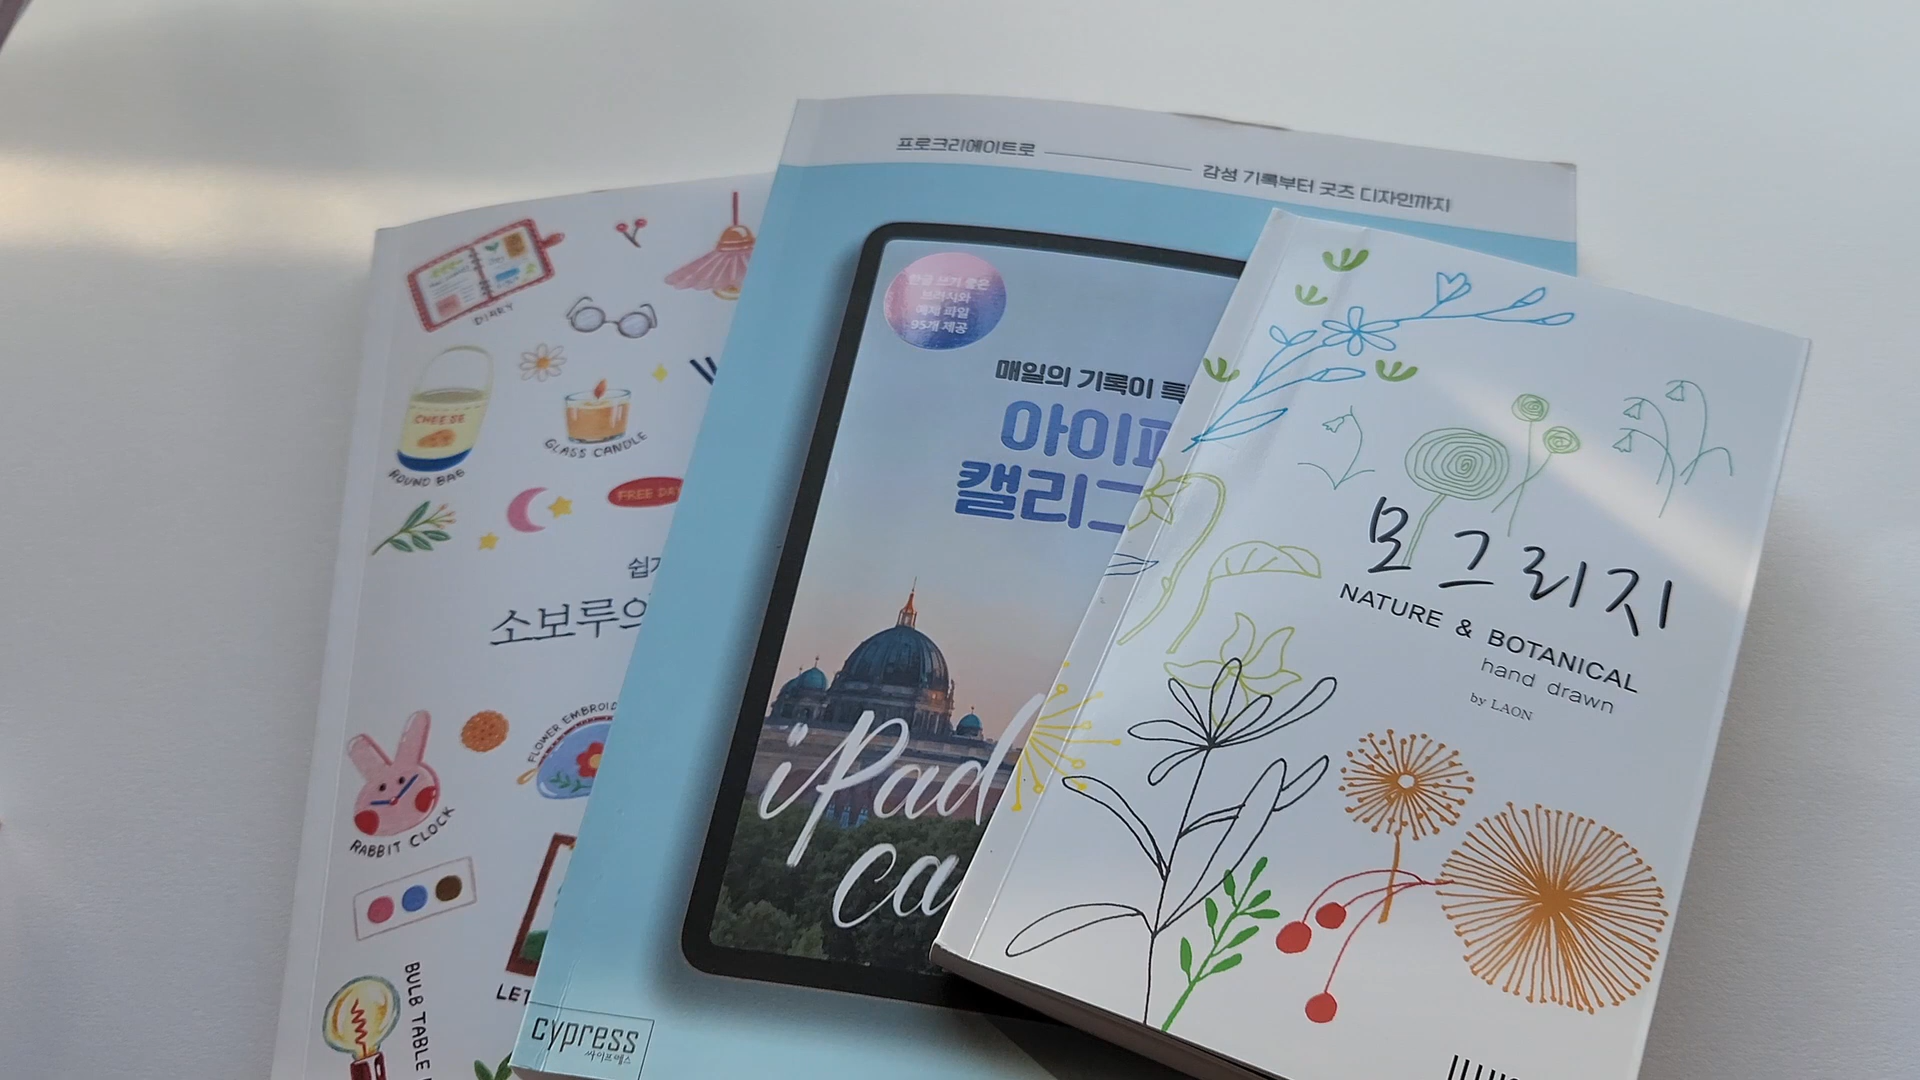 DIARY
CHEESE
ROUND BAG
GLASS CANDLE
FREE DAY
쉽게
소보루의
FLOWER EMBROID
RABBIT CLOCK
LET
BULB TABLE
프로크리에이트로
감성 기록부터 굿즈 디자인까지
한글 쓰기 좋은
브러시와
예제 파일
95개 제공
매일의 기록이
아이패
캘리그
iPad
ca
cypress
싸이프레스
모그리지
NATURE & BOTANICAL
hand drawn
by LAON